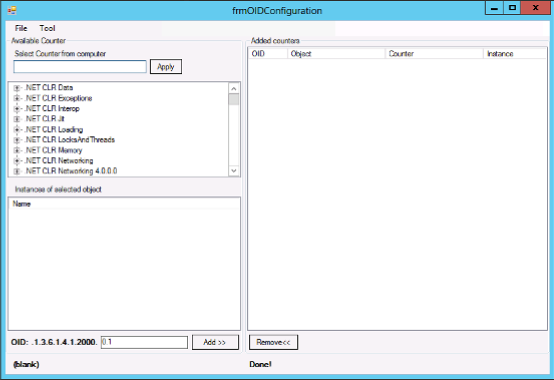 frmOIDConfiguration
File Tool
Available Counter
Select Counter from computer
Apply
.NET CLR Data
.NET CLR Exceptions
.NET CLR Interop
.NET CLR Jit
.NET CLR Loading
.NET CLR LocksAndThreads
.NET CLR Memory
.NET CLR Networking
.NET CLR Networking 4.0.0.0
Instances of selected object
Name
OID: .1.3.6.1.4.1.2000. 0.1 Add >>
(blank)
Added counters
OID Object Counter Instance
Remove<<
Done!